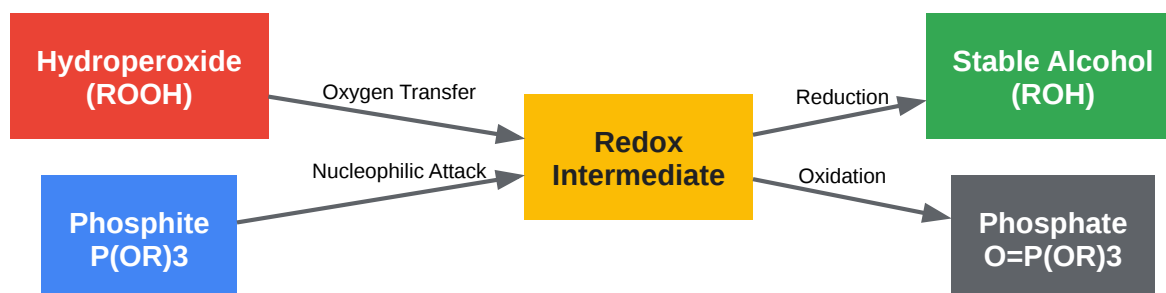 Hydroperoxide
(ROOH)
Oxygen Transfer
Nucleophilic Attack
Phosphite
P(OR)3
Redox
Intermediate
Reduction
Oxidation
Stable Alcohol
(ROH)
Phosphate
O=P(OR)3